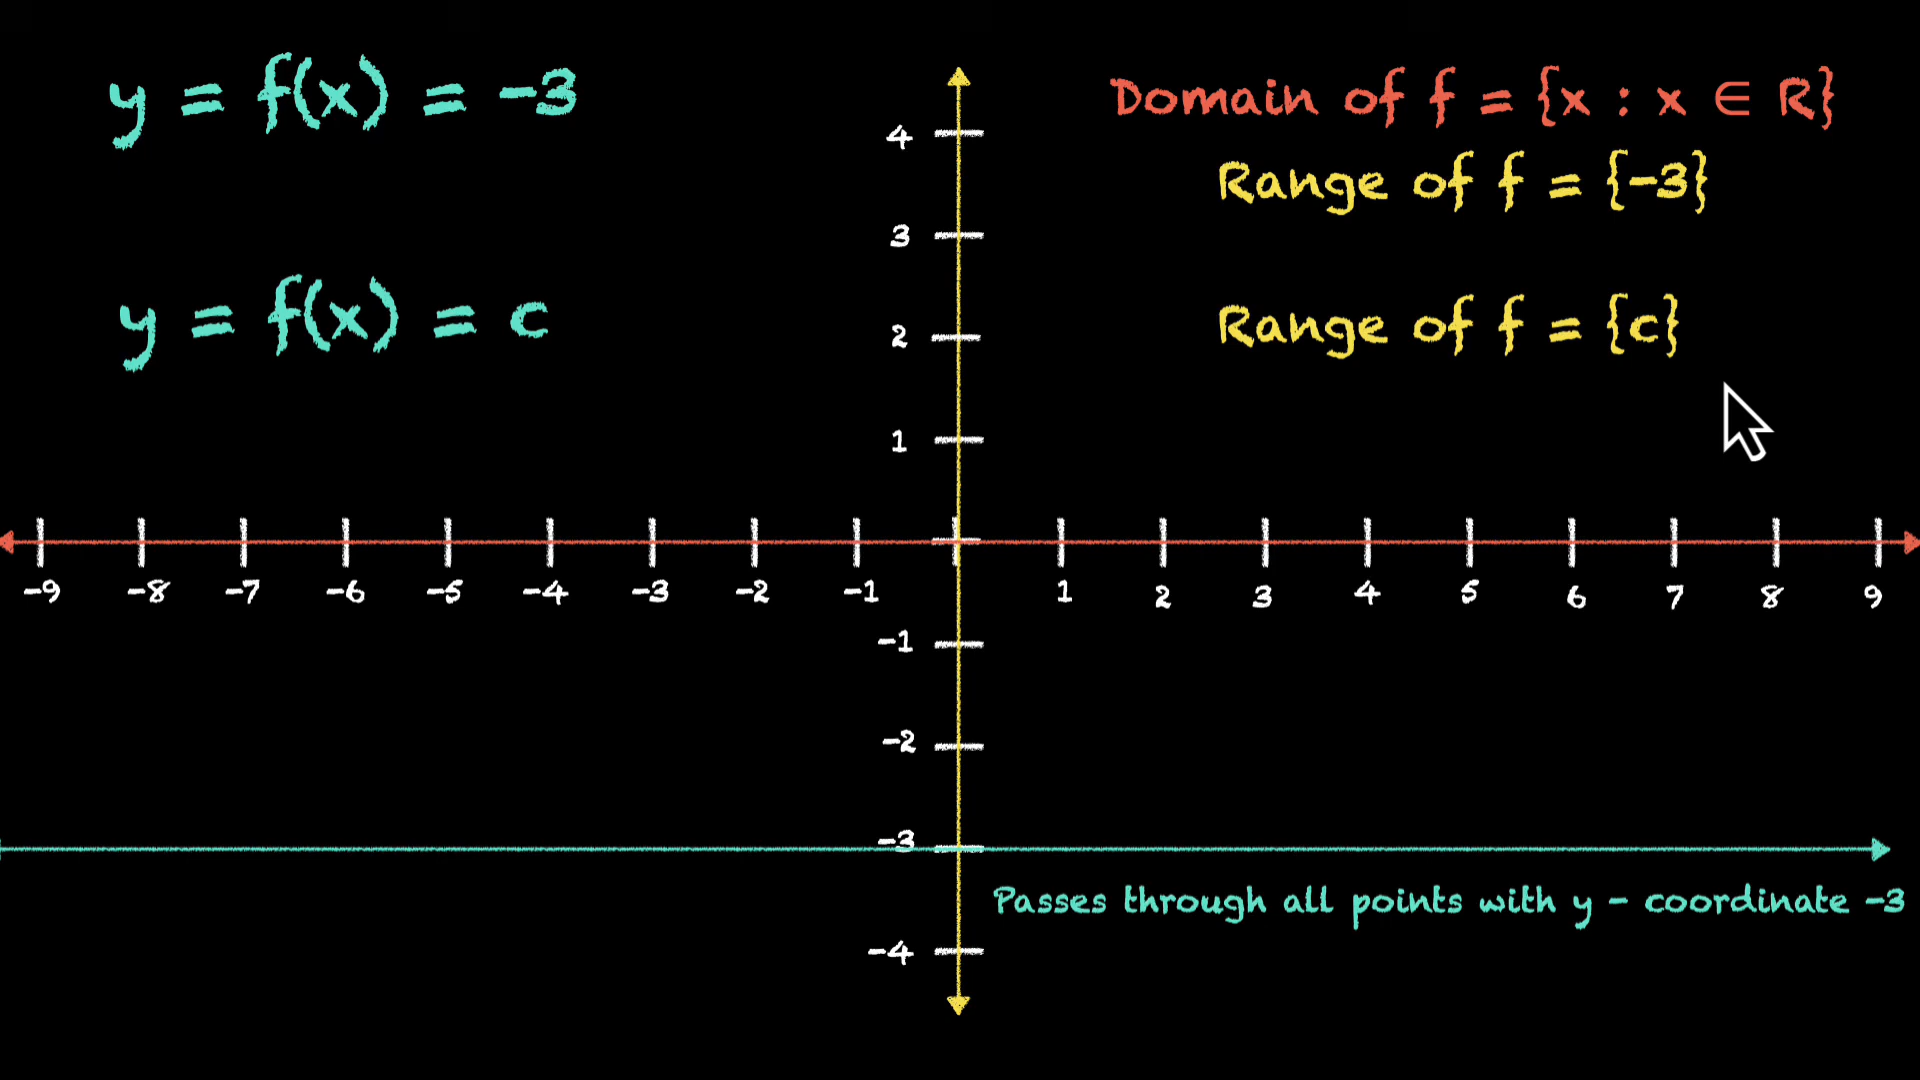 y = f(x) = -3
Domain of f = {x : x ∈ R}
Range of f = {-3}
y = f(x) = c
Range of f = {c}
4
3
2
1
-9 -8 -7 -6 -5 -4 -3 -2 -1 1 2 3 4 5 6 7 8 9
-1
-2
-3
Passes through all points with y - coordinate -3
-4